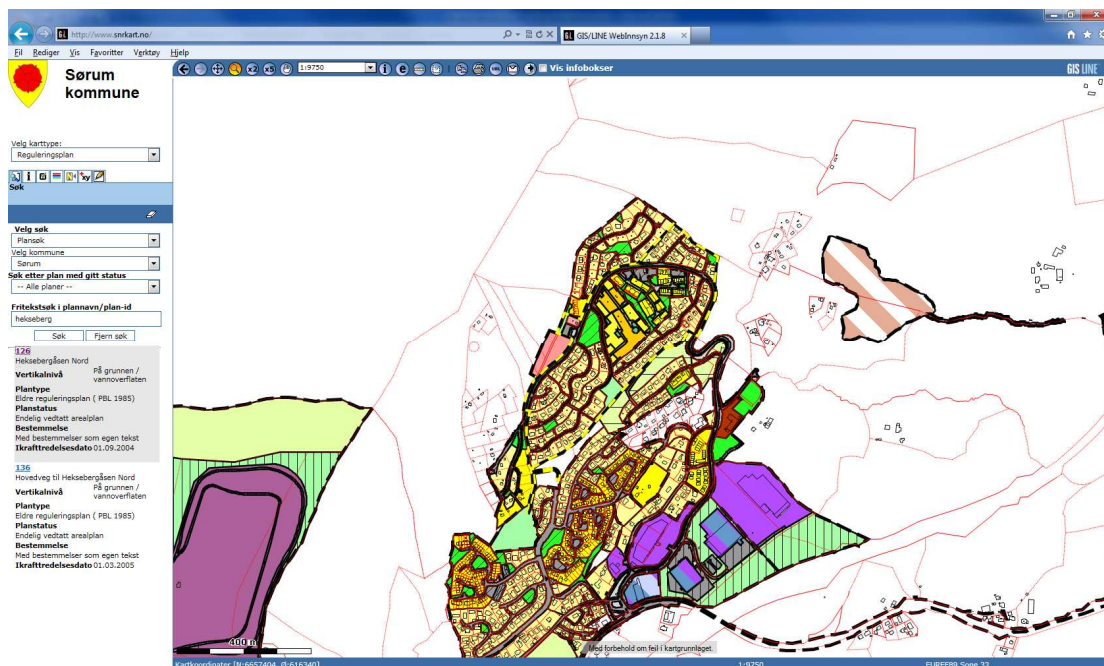 http://www.snrkart.no/
GIS/LINE WebInnsyn 2.1.8
Fil Rediger Vis Favoritter Verktøy Hjelp
Sørum
kommune
1:9750
Vis infobokser
GIS LINE
Velg karttype:
Reguleringsplan
Søk
Velg søk
Plansøk
Velg kommune
Sørum
Søk etter plan med gitt status
-- Alle planer --
Fritekstsøk i plannavn/plan-id
hekseberg
Søk Fjern søk
126
Heksebergåsen Nord
Vertikalnivå På grunnen /
vannoverflaten
Plantype
Eldre reguleringsplan ( PBL 1985)
Planstatus
Endelig vedtatt arealplan
Bestemmelse
Med bestemmelser som egen tekst
Ikrafttredelsesdato 01.09.2004
136
Hovedveg til Heksebergåsen Nord
Vertikalnivå På grunnen /
vannoverflaten
Plantype
Eldre reguleringsplan ( PBL 1985)
Planstatus
Endelig vedtatt arealplan
Bestemmelse
Med bestemmelser som egen tekst
Ikrafttredelsesdato 01.03.2005
400 m
Med forbehold om feil i kartgrunnlaget.
Kartkoordinater [N:6657404, Ø:616340]
1:9750
EUREF89 Sone 32